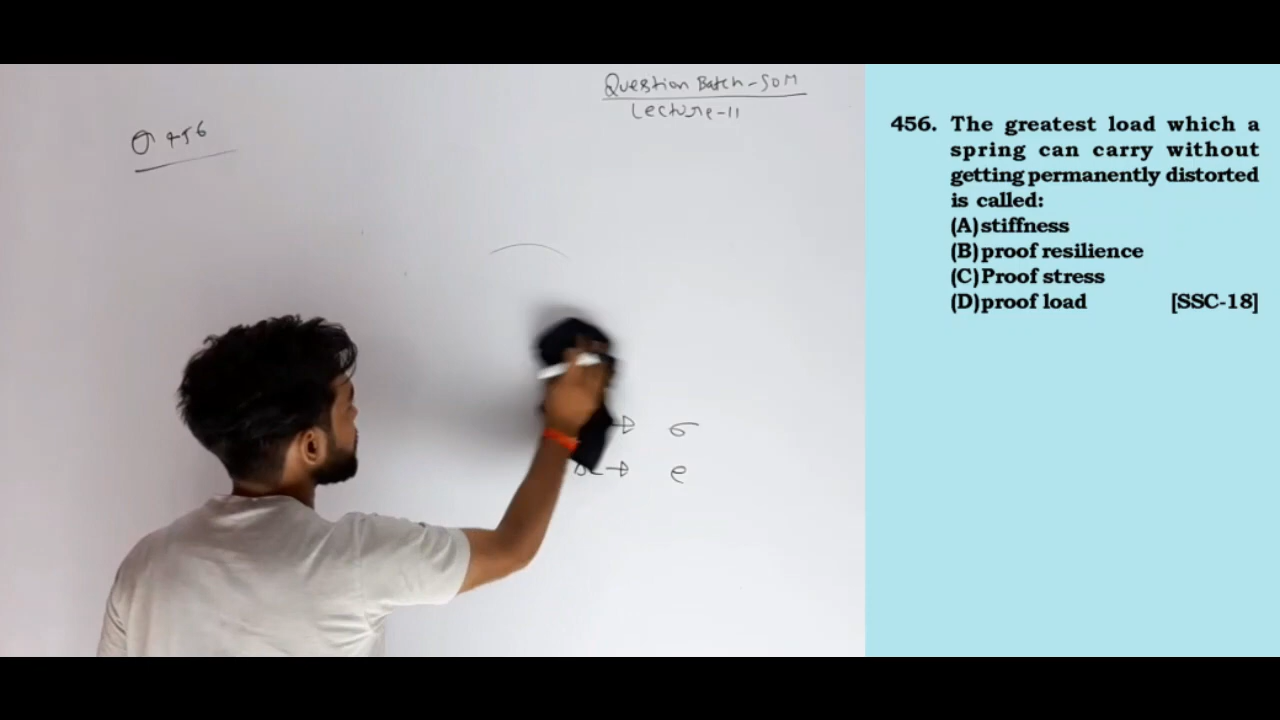 Question Batch-SOM
Lecture-11
Q 456
σ
e
456. The greatest load which a
spring can carry without
getting permanently distorted
is called:
(A)stiffness
(B)proof resilience
(C)Proof stress
(D)proof load [SSC-18]